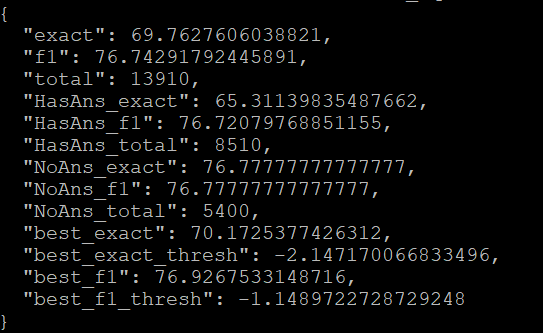 {
"exact": 69.7627606038821,
"f1": 76.74291792445891,
"total": 13910,
"HasAns_exact": 65.31139835487662,
"HasAns_f1": 76.72079768851155,
"HasAns_total": 8510,
"NoAns_exact": 76.77777777777777,
"NoAns_f1": 76.77777777777777,
"NoAns_total": 5400,
"best_exact": 70.1725377426312,
"best_exact_thresh": -2.147170066833496,
"best_f1": 76.9267533148716,
"best_f1_thresh": -1.1489722728729248
}